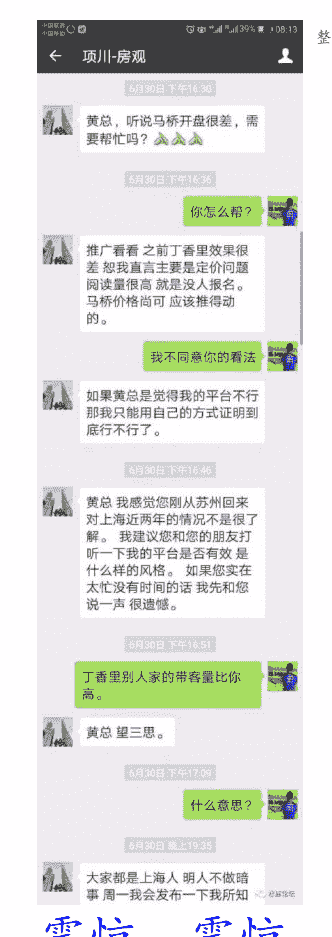 整
39%
08:13
项川-房观
6月30日 下午16:30
黄总，听说马桥开盘很差，需
要帮忙吗？
6月30日 下午16:36
你怎么帮？
推广看看 之前丁香里效果很
差 恕我直言主要是定价问题
阅读量很高 就是没人报名。
马桥价格尚可 应该推得动
的。
我不同意你的看法
如果黄总是觉得我的平台不行
那我只能用自己的方式证明到
底行不行了。
6月30日 下午16:46
黄总 我感觉您刚从苏州回来
对上海近两年的情况不是很了
解。 我建议您和您的朋友打
听一下我的平台是否有效 是
什么样的风格。 如果您实在
太忙没有时间的话 我先和您
说一声 很遗憾。
6月30日 下午16:51
丁香里别人家的带客量比你
高。
黄总 望三思。
6月30日 下午17:09
什么意思？
6月30日 晚上19:35
大家都是上海人 明人不做暗
事 周一我会发布一下我所知